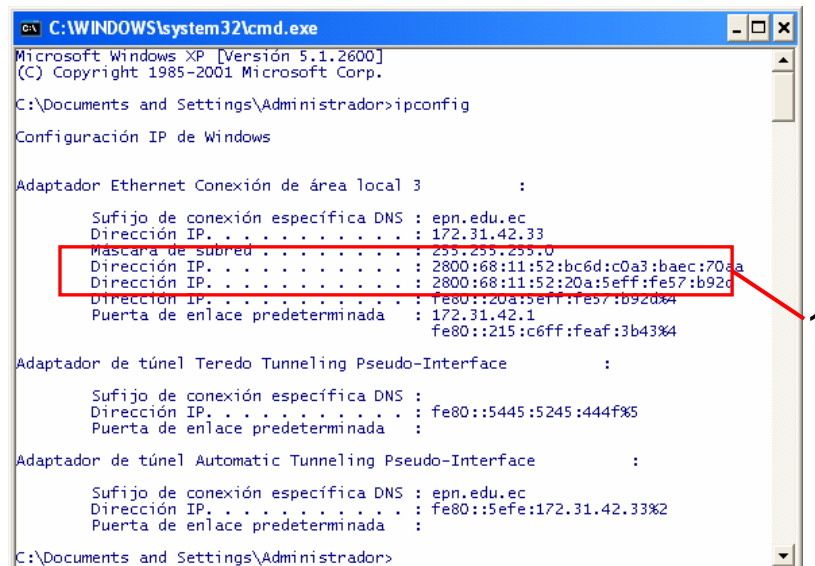 C:\WINDOWS\system32\cmd.exe
Microsoft Windows XP [Versión 5.1.2600]
(C) Copyright 1985-2001 Microsoft Corp.
C:\Documents and Settings\Administrador>ipconfig
Configuración IP de Windows
Adaptador Ethernet Conexión de área local 3 :
Sufijo de conexión específica DNS : epn.edu.ec
Dirección IP. . . . . . . . . . . : 172.31.42.33
Máscara de subred . . . . . . . . : 255.255.255.0
Dirección IP. . . . . . . . . . . : 2800:68:11:52:bc6d:c0a3:baec:70aa
Dirección IP. . . . . . . . . . . : 2800:68:11:52:20a:5eff:fe57:b92d
Dirección IP. . . . . . . . . . . : fe80::20a:5eff:fe57:b92d%4
Puerta de enlace predeterminada : 172.31.42.1
fe80::215:c6ff:feaf:3b43%4
Adaptador de túnel Teredo Tunneling Pseudo-Interface :
Sufijo de conexión específica DNS :
Dirección IP. . . . . . . . . . . : fe80::5445:5245:444f%5
Puerta de enlace predeterminada :
Adaptador de túnel Automatic Tunneling Pseudo-Interface :
Sufijo de conexión específica DNS : epn.edu.ec
Dirección IP. . . . . . . . . . . : fe80::5efe:172.31.42.33%2
Puerta de enlace predeterminada :
C:\Documents and Settings\Administrador>